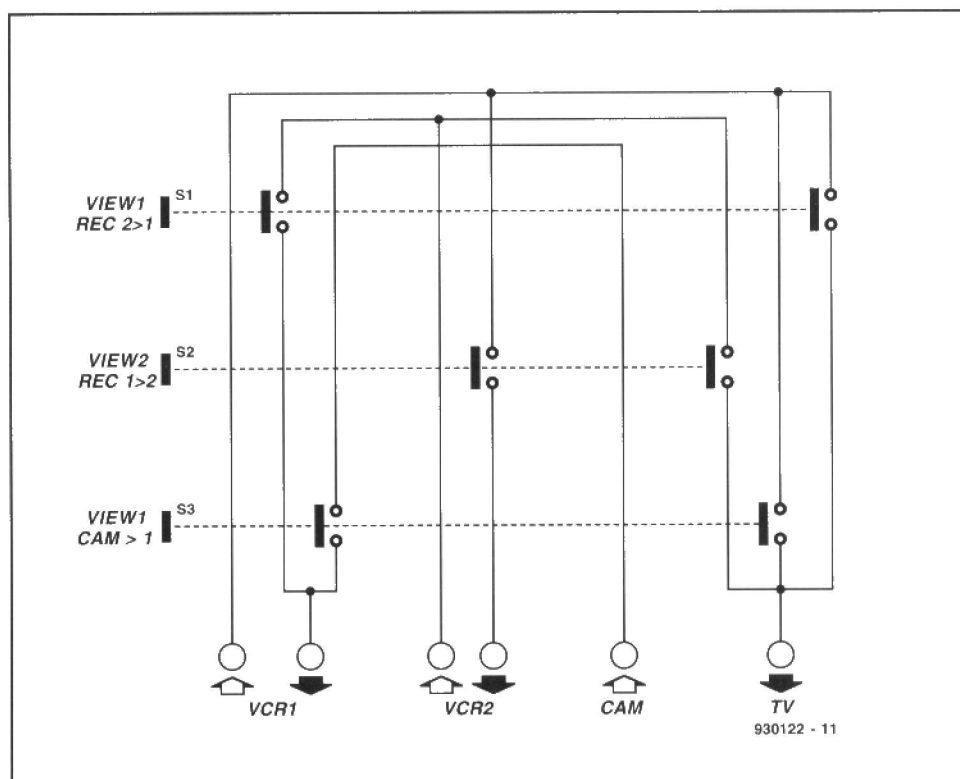 S1
VIEW1
REC 2>1
S2
VIEW2
REC 1>2
S3
VIEW1
CAM > 1
VCR1
VCR2
CAM
TV
930122 - 11